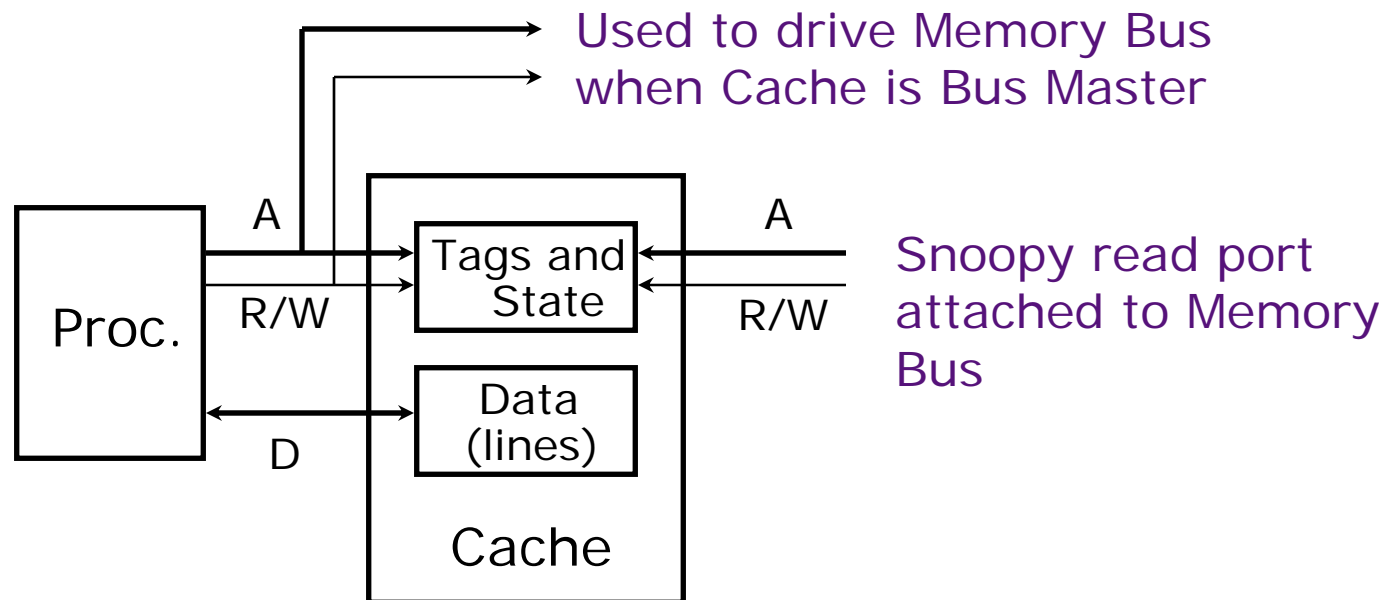 Used to drive Memory Bus
when Cache is Bus Master
A
A
Tags and
State
R/W
R/W
Snoopy read port
attached to Memory
Bus
Proc.
Data
(lines)
D
Cache